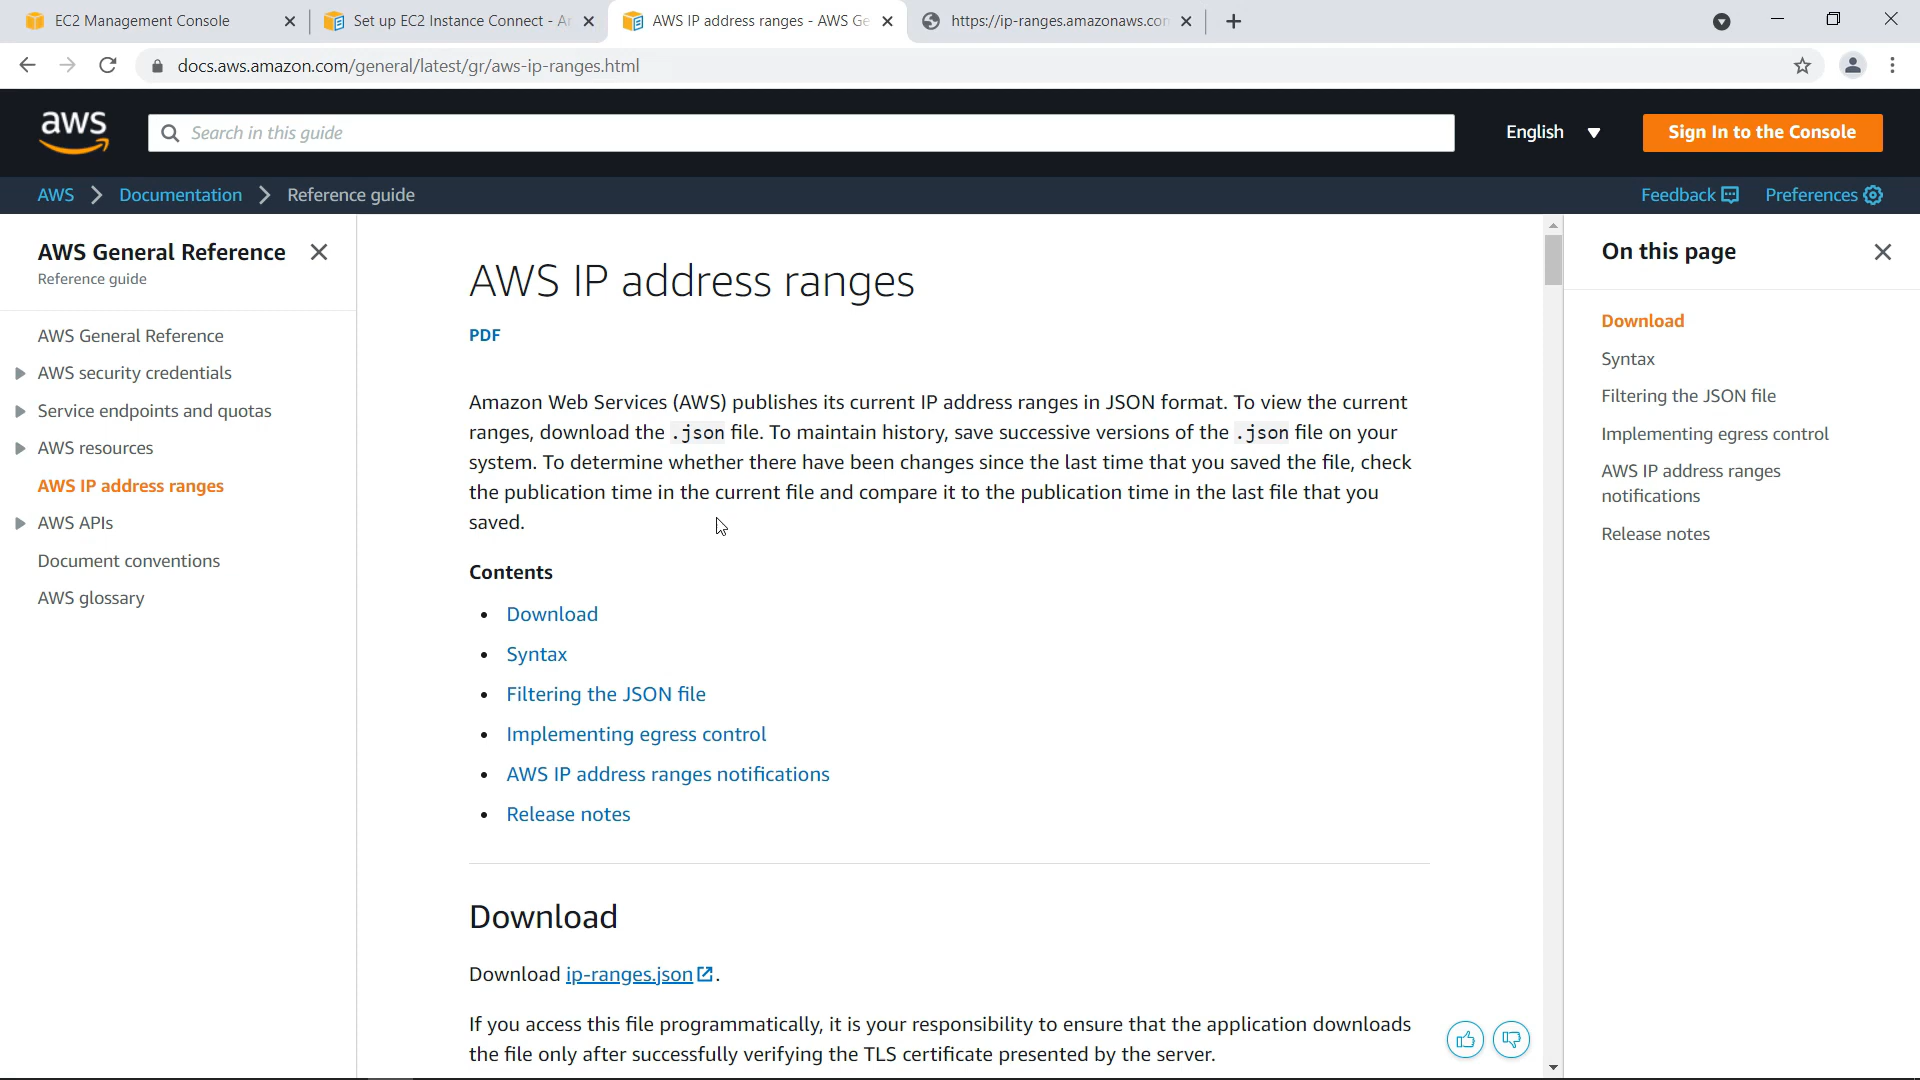 EC2 Management Console
Set up EC2 Instance Connect - A
AWS IP address ranges - AWS Ge
https://ip-ranges.amazonaws.con
docs.aws.amazon.com/general/latest/gr/aws-ip-ranges.html
aws
Search in this guide
English
Sign In to the Console
AWS
Documentation
Reference guide
Feedback
Preferences
AWS General Reference
Reference guide
AWS General Reference
AWS security credentials
Service endpoints and quotas
AWS resources
AWS IP address ranges
AWS APIs
Document conventions
AWS glossary
AWS IP address ranges
PDF
Amazon Web Services (AWS) publishes its current IP address ranges in JSON format. To view the current
ranges, download the .json file. To maintain history, save successive versions of the .json file on your
system. To determine whether there have been changes since the last time that you saved the file, check
the publication time in the current file and compare it to the publication time in the last file that you
saved.
Contents
• Download
• Syntax
• Filtering the JSON file
• Implementing egress control
• AWS IP address ranges notifications
• Release notes
Download
Download ip-ranges.json.
If you access this file programmatically, it is your responsibility to ensure that the application downloads
the file only after successfully verifying the TLS certificate presented by the server.
On this page
Download
Syntax
Filtering the JSON file
Implementing egress control
AWS IP address ranges
notifications
Release notes